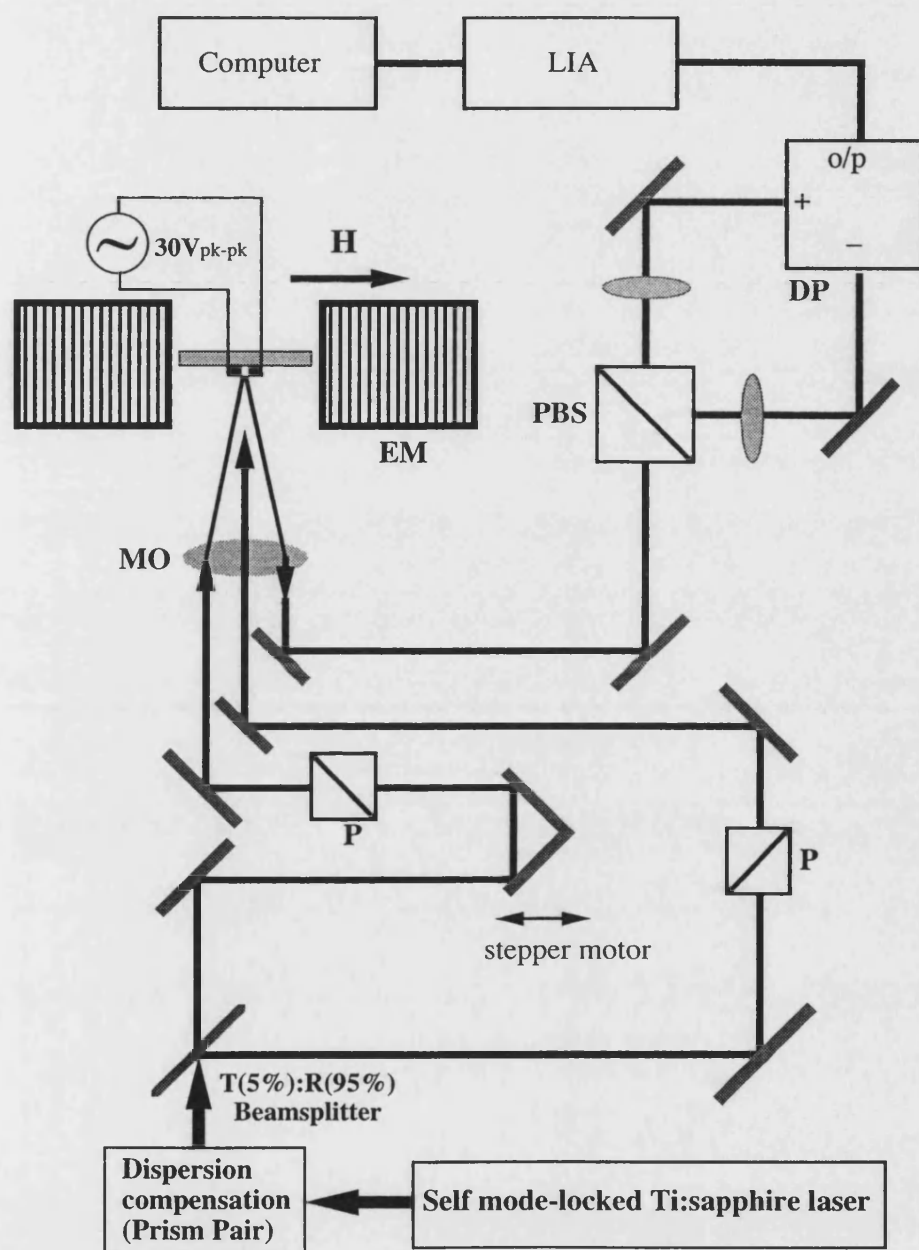 Computer
LIA
o/p
+
−
DP
30Vpk-pk
H
PBS
EM
MO
P
P
stepper motor
T(5%):R(95%)
Beamsplitter
Dispersion
compensation
(Prism Pair)
Self mode-locked Ti:sapphire laser